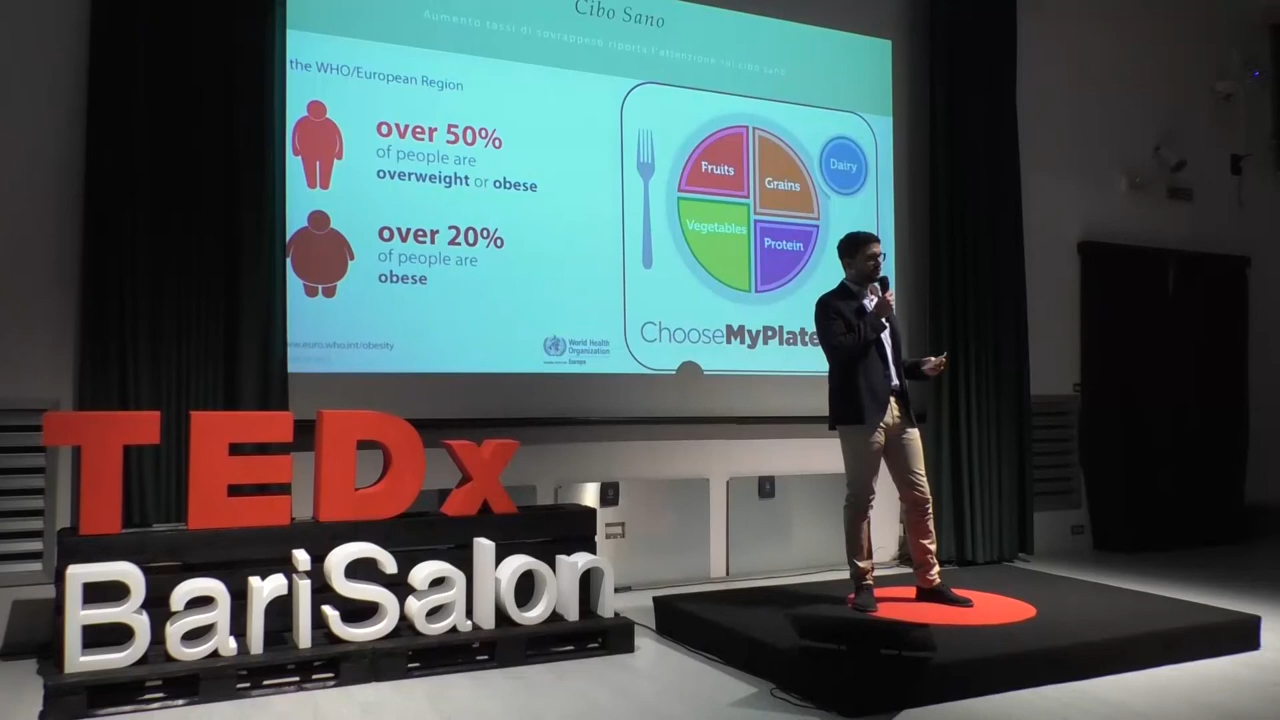 Cibo Sano
Aumento tassi di sovrappeso riporta l'attenzione sul cibo sano
the WHO/European Region
over 50%
of people are
overweight or obese
over 20%
of people are
obese
.euro.who.int/obesity
World Health
Organization
Europe
Fruits
Grains
Vegetables
Protein
Dairy
ChooseMyPlate
TEDx
BariSalon